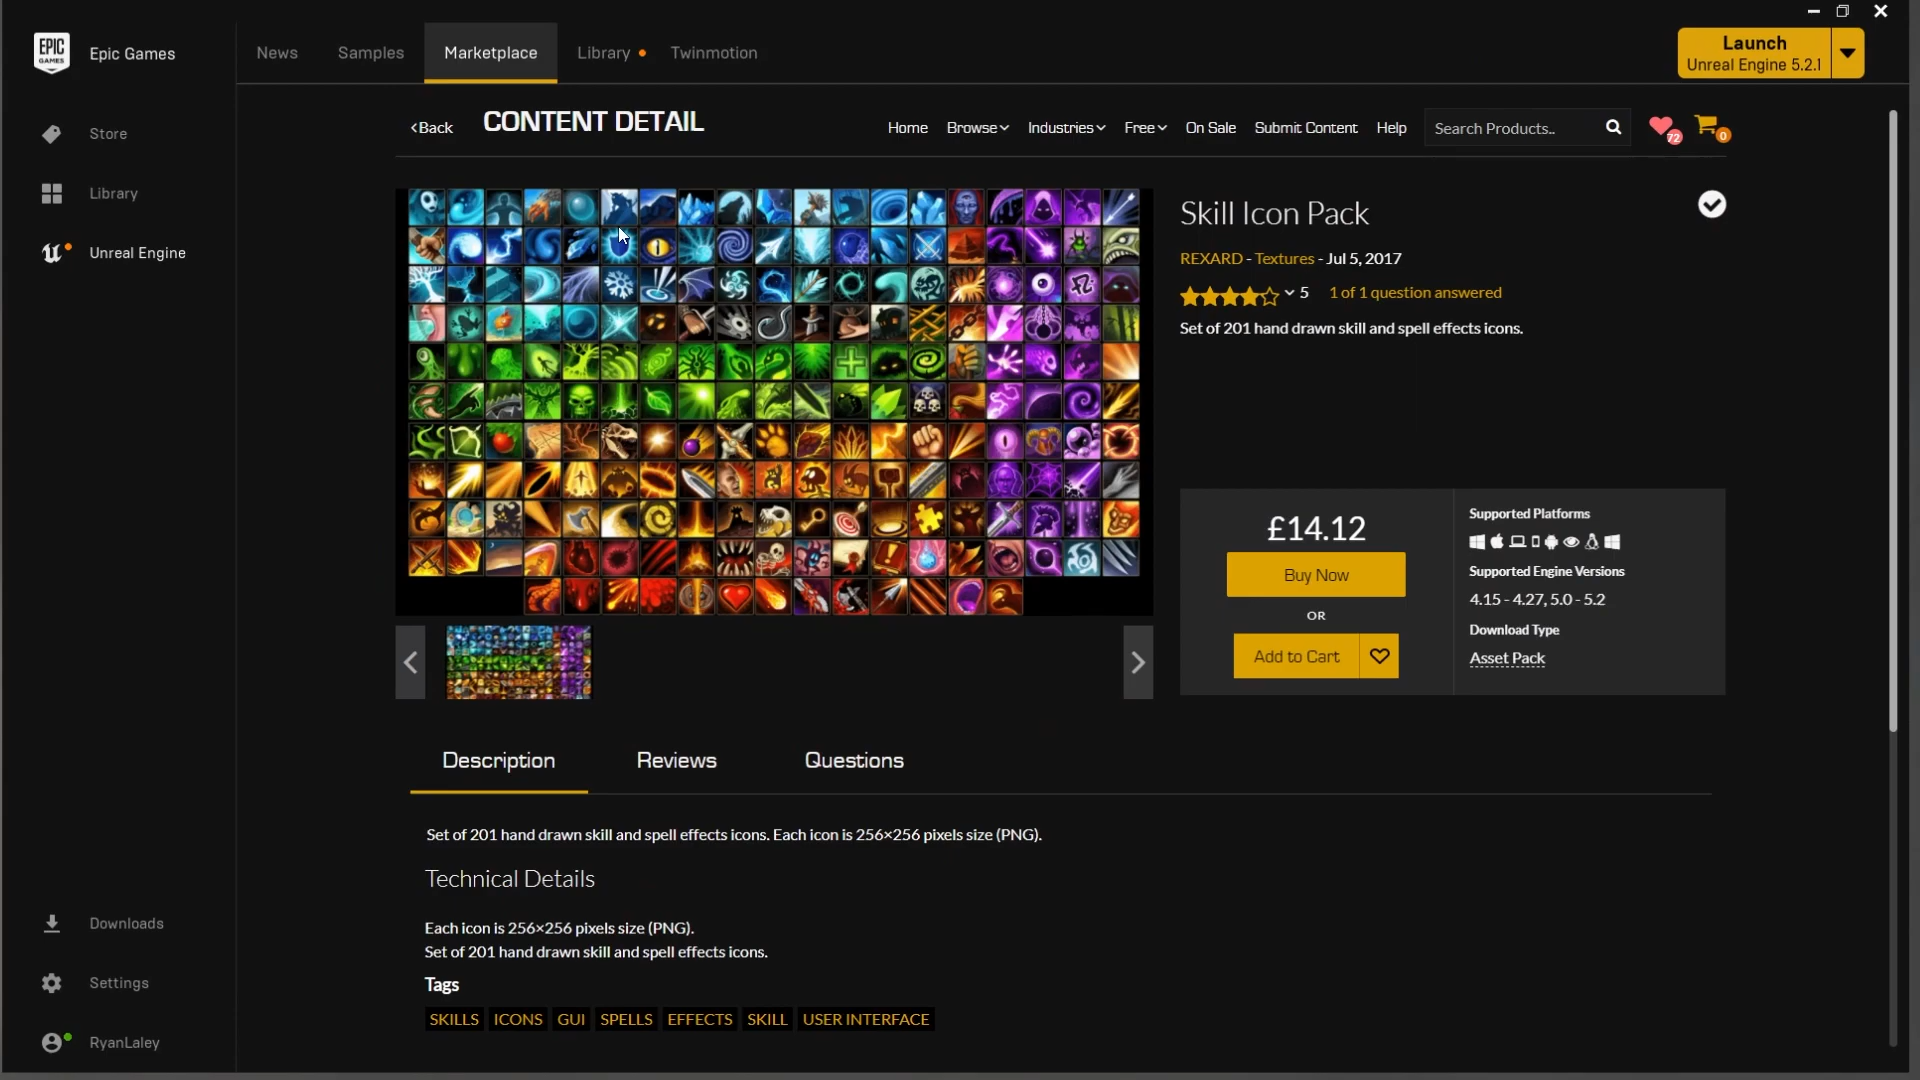 EPIC GAMES
Epic Games
News
Samples
Marketplace
Library
Twinmotion
Launch
Unreal Engine 5.2.1
Store
Library
Unreal Engine
Downloads
Settings
RyanLaley
<Back
CONTENT DETAIL
Home
Browse
Industries
Free
On Sale
Submit Content
Help
Search Products..
72
0
Skill Icon Pack
REXARD - Textures - Jul 5, 2017
5
1 of 1 question answered
Set of 201 hand drawn skill and spell effects icons.
£14.12
Buy Now
OR
Add to Cart
Supported Platforms
Supported Engine Versions
4.15 - 4.27, 5.0 - 5.2
Download Type
Asset Pack
Description
Reviews
Questions
Set of 201 hand drawn skill and spell effects icons. Each icon is 256×256 pixels size (PNG).
Technical Details
Each icon is 256×256 pixels size (PNG).
Set of 201 hand drawn skill and spell effects icons.
Tags
SKILLS
ICONS
GUI
SPELLS
EFFECTS
SKILL
USER INTERFACE